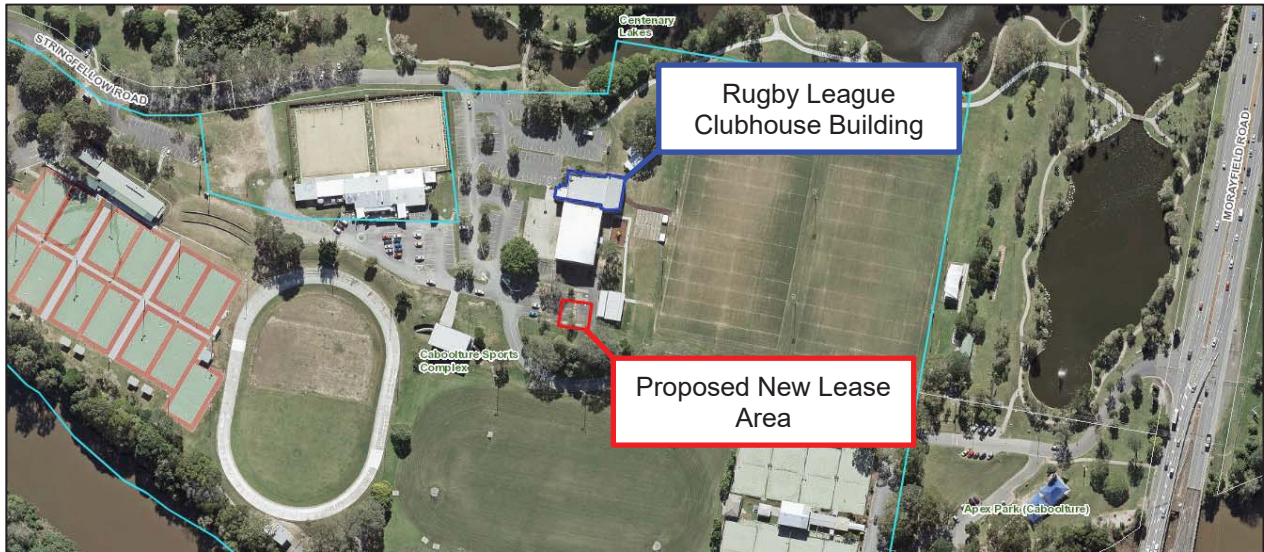 Centenary
Lakes
STRINGFELLOW ROAD
Rugby League
Clubhouse Building
MORAYFIELD ROAD
Caboolture Sports
Complex
Proposed New Lease
Area
Apex Park (Caboolture)